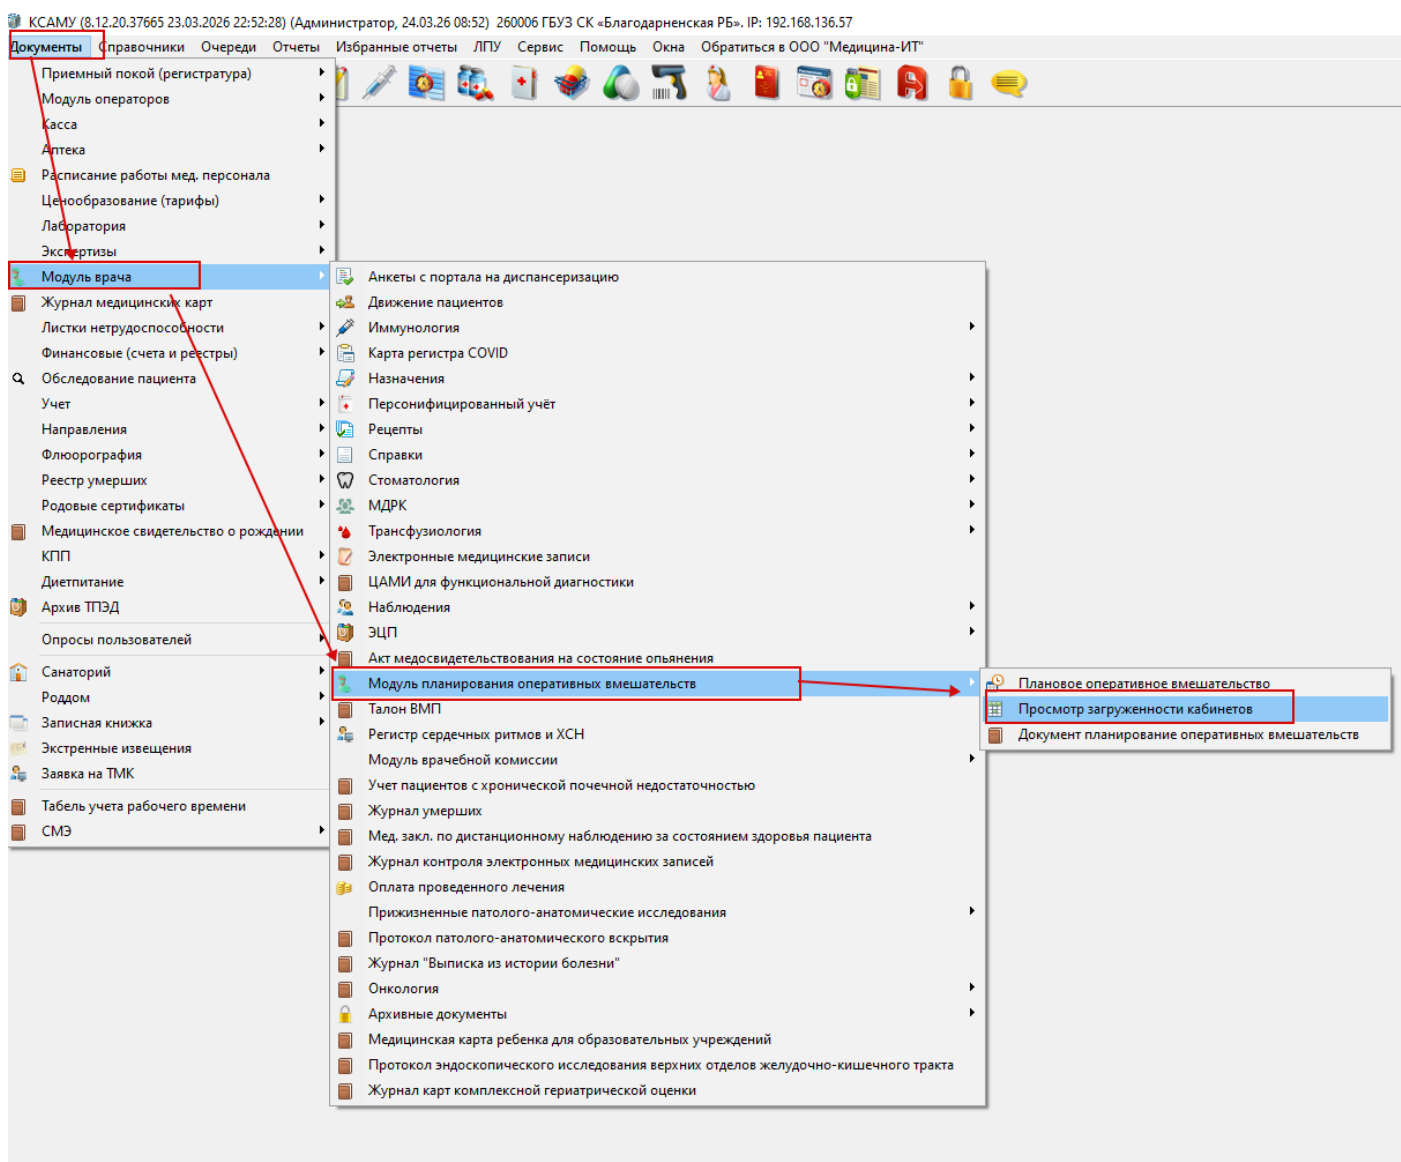 КСАМУ (8.12.20.37665 23.03.2026 22:52:28) (Администратор, 24.03.26 08:52)  260006 ГБУЗ СК «Благодарненская РБ». IP: 192.168.136.57
Документы Справочники Очереди Отчеты Избранные отчеты ЛПУ Сервис Помощь Окна Обратиться в ООО "Медицина-ИТ"
Приемный покой (регистратура)
Модуль операторов
Касса
Аптека
Расписание работы мед. персонала
Ценообразование (тарифы)
Лаборатория
Экспертизы
Модуль врача
Журнал медицинских карт
Листки нетрудоспособности
Финансовые (счета и реестры)
Обследование пациента
Учет
Направления
Флюорография
Реестр умерших
Родовые сертификаты
Медицинское свидетельство о рождении
КПП
Диетпитание
Архив ТПЭД
Опросы пользователей
Санаторий
Роддом
Записная книжка
Экстренные извещения
Заявка на ТМК
Табель учета рабочего времени
СМЭ
Анкеты с портала на диспансеризацию
Движение пациентов
Иммунология
Карта регистра COVID
Назначения
Персонифицированный учёт
Рецепты
Справки
Стоматология
МДРК
Трансфузиология
Электронные медицинские записи
ЦАМИ для функциональной диагностики
Наблюдения
ЭЦП
Акт медосвидетельствования на состояние опьянения
Модуль планирования оперативных вмешательств
Талон ВМП
Регистр сердечных ритмов и ХСН
Модуль врачебной комиссии
Учет пациентов с хронической почечной недостаточностью
Журнал умерших
Мед. закл. по дистанционному наблюдению за состоянием здоровья пациента
Журнал контроля электронных медицинских записей
Оплата проведенного лечения
Прижизненные патолого-анатомические исследования
Протокол патолого-анатомического вскрытия
Журнал "Выписка из истории болезни"
Онкология
Архивные документы
Медицинская карта ребенка для образовательных учреждений
Протокол эндоскопического исследования верхних отделов желудочно-кишечного тракта
Журнал карт комплексной гериатрической оценки
Плановое оперативное вмешательство
Просмотр загруженности кабинетов
Документ планирование оперативных вмешательств